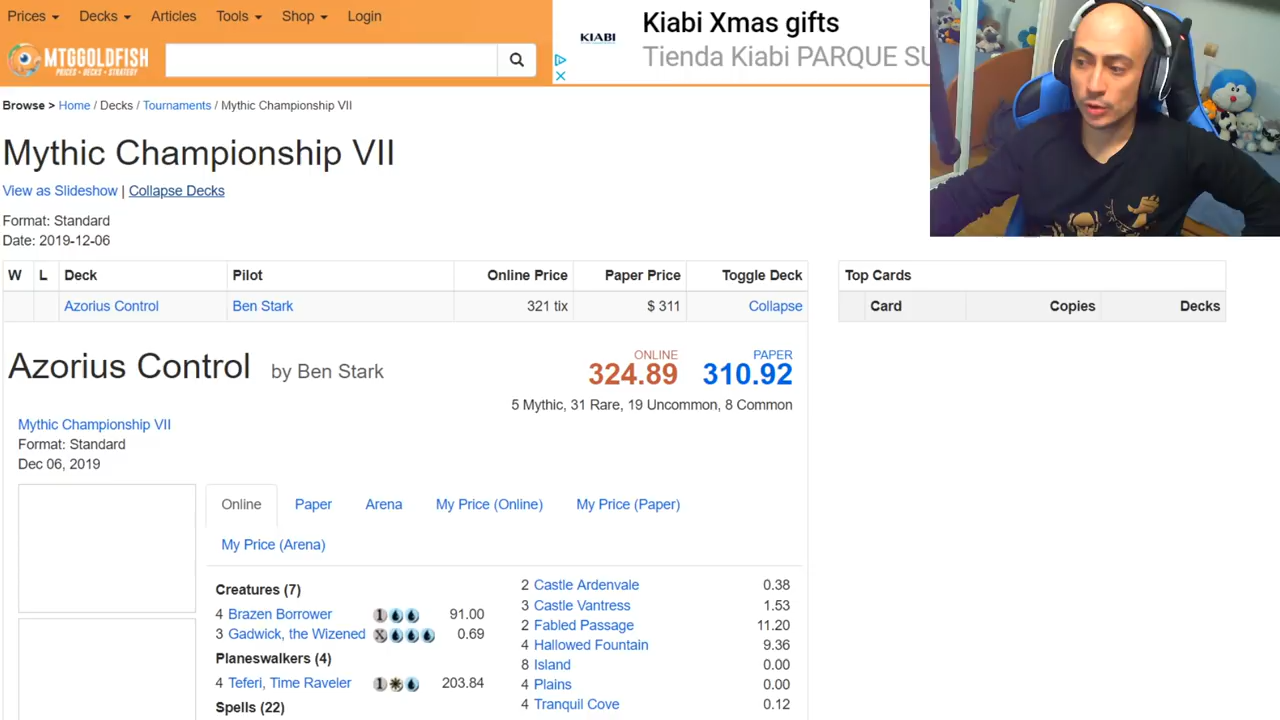 Prices Decks Articles Tools Shop Login
MTGGOLDFISH
PRICES • DECKS • STRATEGY
KIABI
Kiabi Xmas gifts
Tienda Kiabi PARQUE SU
Browse > Home / Decks / Tournaments / Mythic Championship VII
Mythic Championship VII
View as Slideshow | Collapse Decks
Format: Standard
Date: 2019-12-06
W L Deck Pilot Online Price Paper Price Toggle Deck
Azorius Control Ben Stark 321 tix $ 311 Collapse
Top Cards
Card Copies Decks
Azorius Control by Ben Stark
ONLINE PAPER
324.89 310.92
5 Mythic, 31 Rare, 19 Uncommon, 8 Common
Mythic Championship VII
Format: Standard
Dec 06, 2019
Online Paper Arena My Price (Online) My Price (Paper)
My Price (Arena)
Creatures (7)
4 Brazen Borrower 1 91.00
3 Gadwick, the Wizened X 0.69
Planeswalkers (4)
4 Teferi, Time Raveler 1 203.84
Spells (22)
2 Castle Ardenvale 0.38
3 Castle Vantress 1.53
2 Fabled Passage 11.20
4 Hallowed Fountain 9.36
8 Island 0.00
4 Plains 0.00
4 Tranquil Cove 0.12